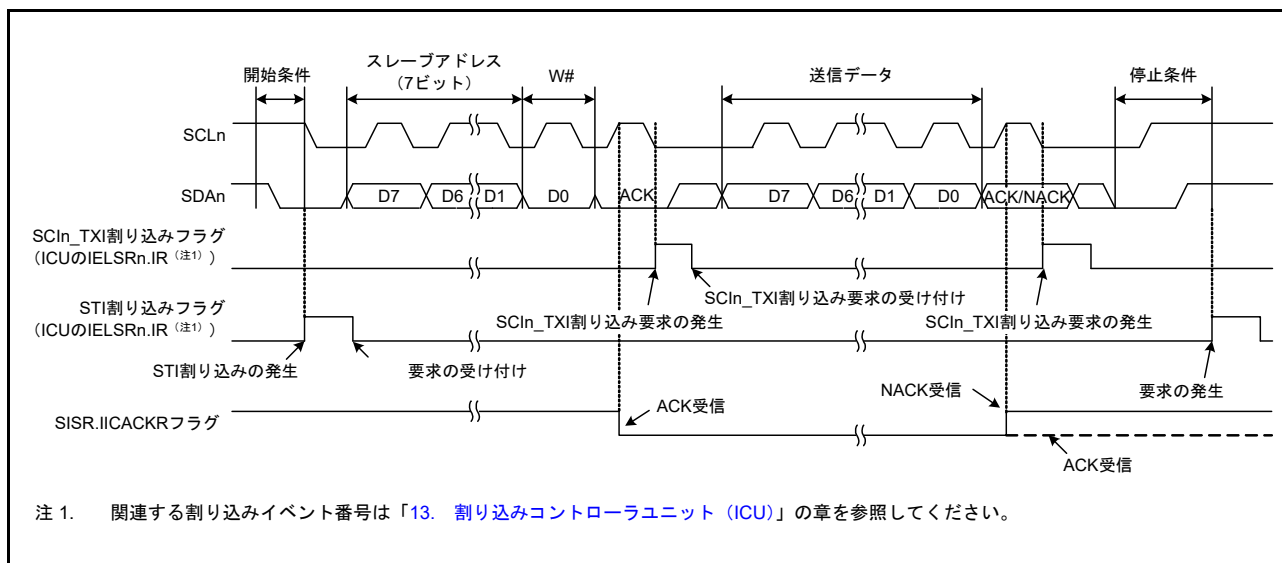 開始条件
スレーブアドレス
（7ビット）
W#
送信データ
停止条件
SCLn
SDAn
D7
D6
D1
D0
ACK
D7
D6
D1
D0
ACK/NACK
SCIn_TXI割り込みフラグ
（ICUのIELSRn.IR（注1））
SCIn_TXI割り込み要求の受け付け
SCIn_TXI割り込み要求の発生
SCIn_TXI割り込み要求の発生
STI割り込みフラグ
（ICUのIELSRn.IR（注1））
STI割り込みの発生
要求の受け付け
要求の発生
SISR.IICACKRフラグ
ACK受信
NACK受信
ACK受信
注 1. 関連する割り込みイベント番号は「13. 割り込みコントローラユニット（ICU）」の章を参照してください。